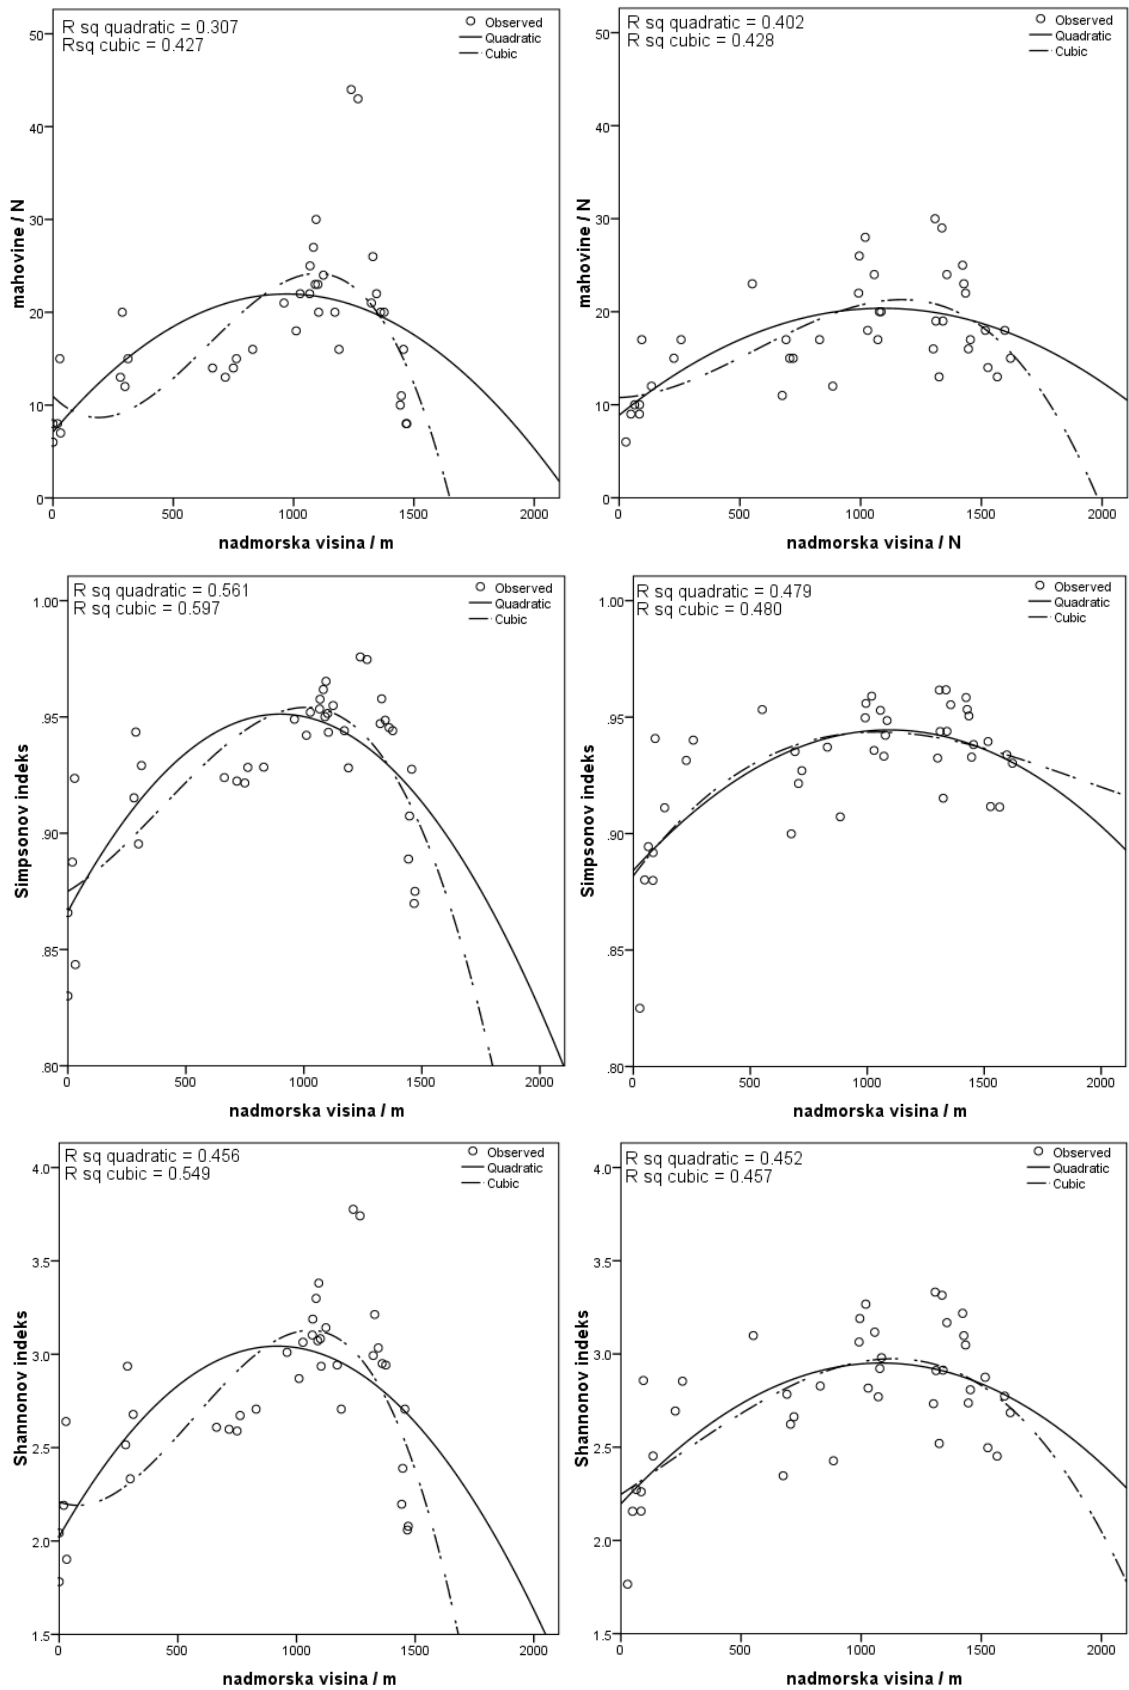 R sq quadratic = 0.307
Rsq cubic = 0.427
Observed
Quadratic
Cubic
mahovine / N
50
40
30
20
10
0
0 500 1000 1500 2000
nadmorska visina / m
R sq quadratic = 0.402
R sq cubic = 0.428
Observed
Quadratic
Cubic
mahovine / N
50
40
30
20
10
0
0 500 1000 1500 2000
nadmorska visina / N
R sq quadratic = 0.561
R sq cubic = 0.597
Observed
Quadratic
Cubic
Simpsonov indeks
1.00
.95
.90
.85
.80
0 500 1000 1500 2000
nadmorska visina / m
R sq quadratic = 0.479
R sq cubic = 0.480
Observed
Quadratic
Cubic
Simpsonov indeks
1.00
.95
.90
.85
.80
0 500 1000 1500 2000
nadmorska visina / m
R sq quadratic = 0.456
R sq cubic = 0.549
Observed
Quadratic
Cubic
Shannonov indeks
4.0
3.5
3.0
2.5
2.0
1.5
0 500 1000 1500 2000
nadmorska visina / m
R sq quadratic = 0.452
R sq cubic = 0.457
Observed
Quadratic
Cubic
Shannonov indeks
4.0
3.5
3.0
2.5
2.0
1.5
0 500 1000 1500 2000
nadmorska visina / m